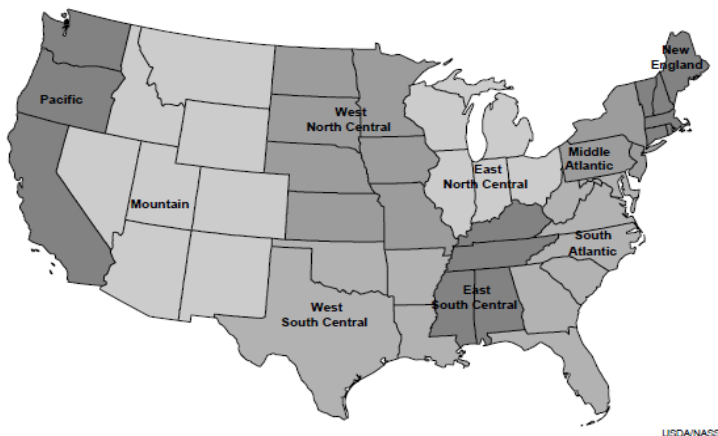 New
England
Pacific
West
North Central
Middle
Atlantic
East
North Central
Mountain
South
Atlantic
East
South Central
West
South Central
USDA/NASS